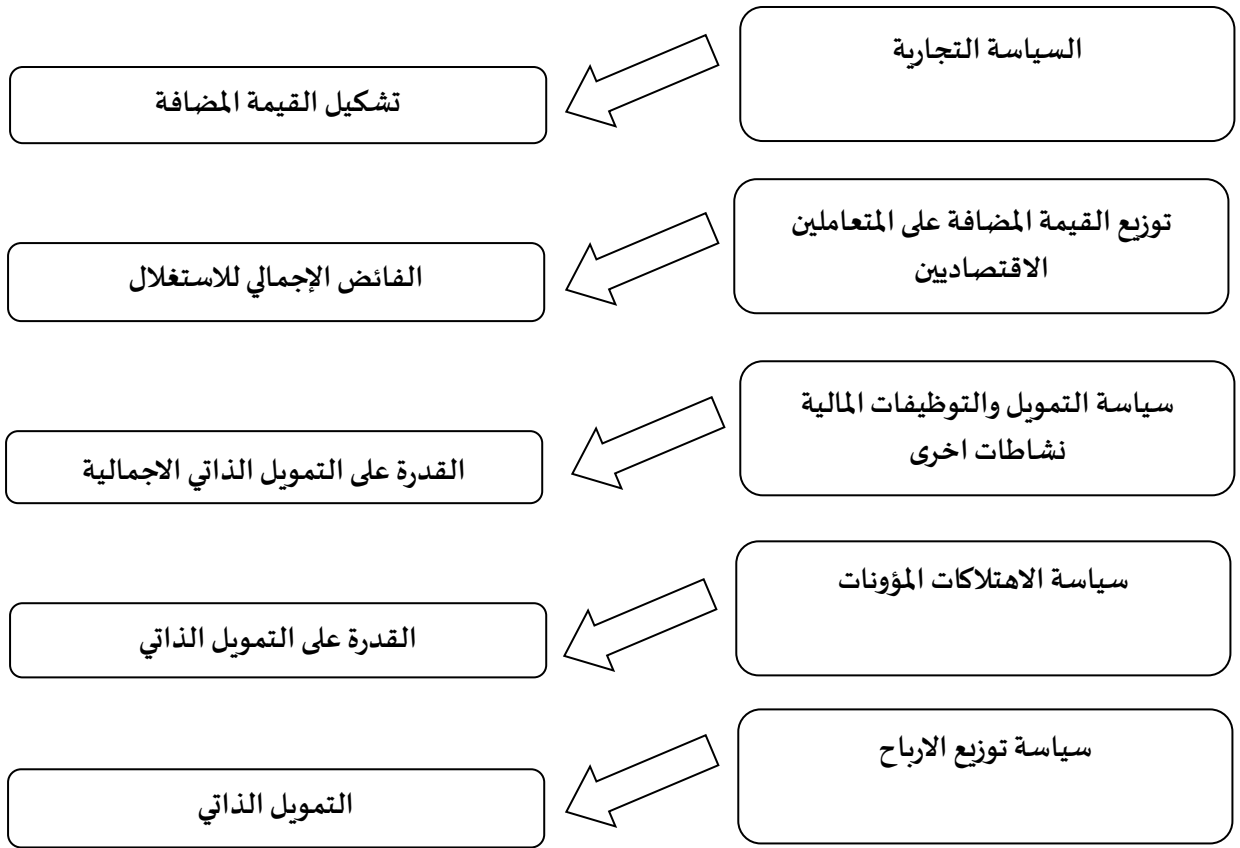 السياسة التجارية
تشكيل القيمة المضافة
توزيع القيمة المضافة على المتعاملين
الاقتصاديين
الفائض الإجمالي للاستغلال
سياسة التمويل والتوظيفات المالية
نشاطات اخرى
القدرة على التمويل الذاتي الاجمالية
سياسة الاهتلاكات المؤونات
القدرة على التمويل الذاتي
سياسة توزيع الارباح
التمويل الذاتي